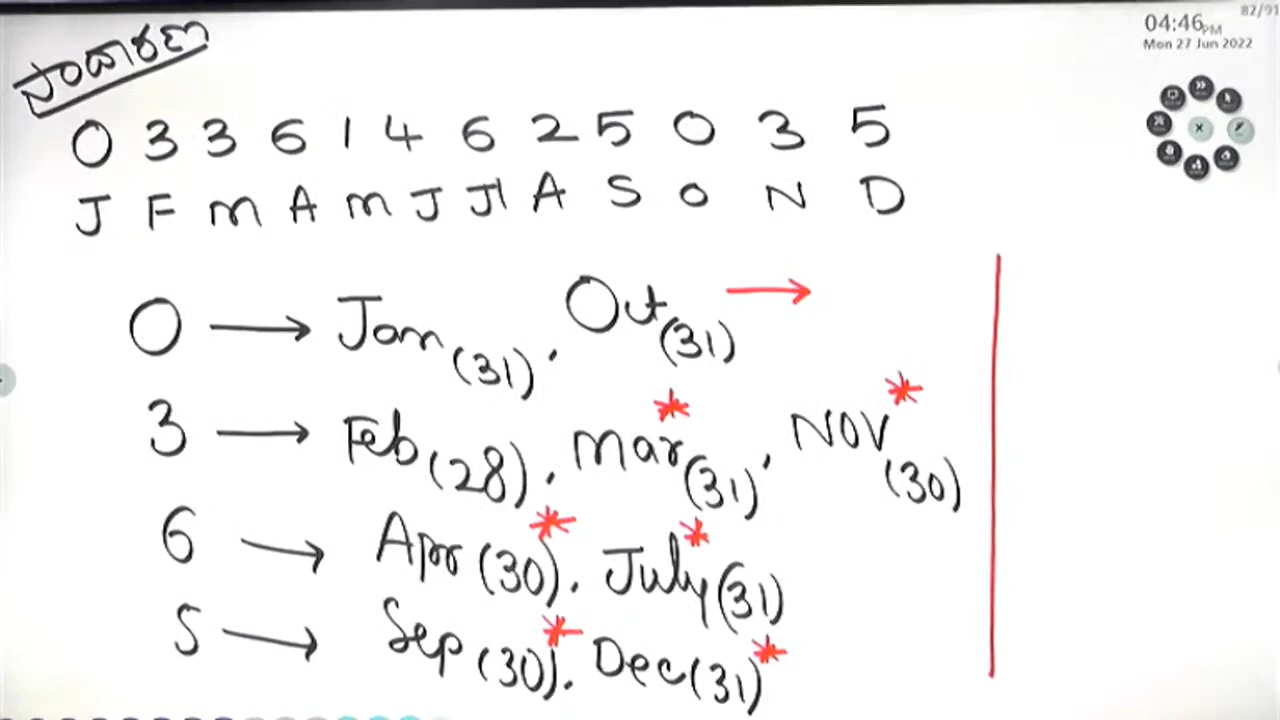 82/91
04:46PM
Mon 27 Jun 2022
0 3 3 6 1 4 6 2 5 0 3 5
J F M A M J Jl A S O N D
0 → Jan (31). Oct (31) →
3 → Feb (28). Mar* (31), Nov* (30)
6 → Apr (30)*. July* (31)
5 → Sep (30)*. Dec (31)*